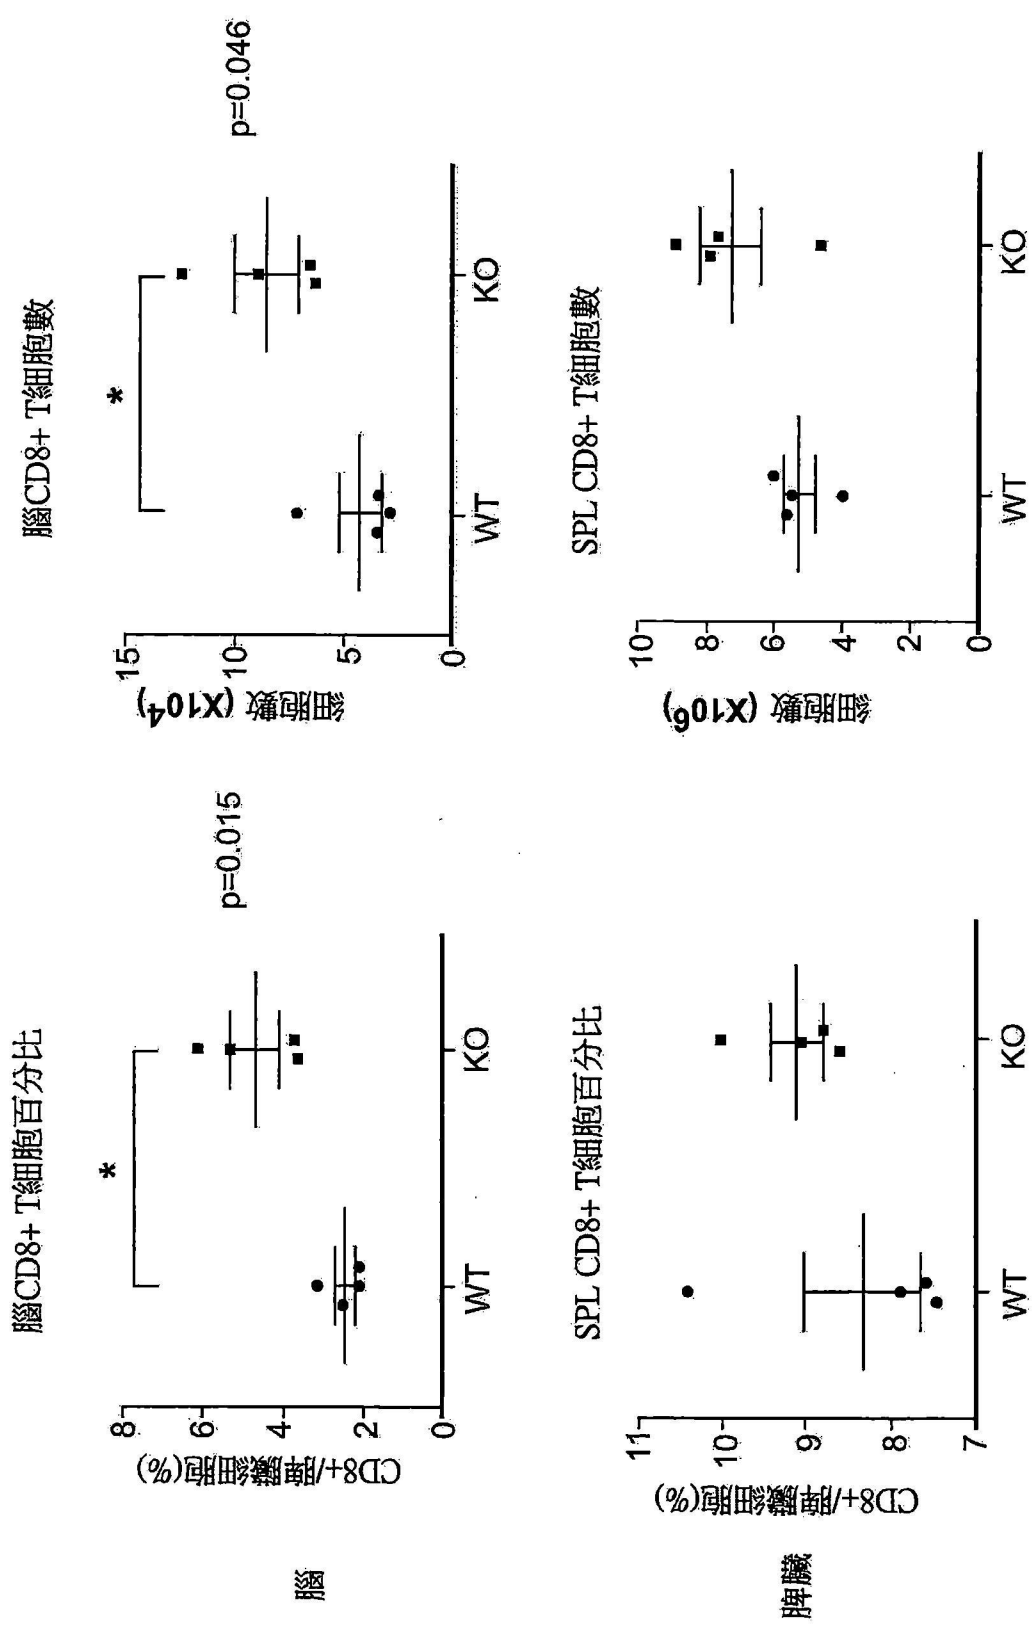 腦
腦CD8+ T細胞百分比
CD8+/脾臟細胞(%)
8
6
4
2
0
*
WT
KO
p=0.015
腦CD8+ T細胞數
細胞數 (X104)
15
10
5
0
*
WT
KO
p=0.046
脾臟
SPL CD8+ T細胞百分比
CD8+/脾臟細胞(%)
11
10
9
8
7
WT
KO
SPL CD8+ T細胞數
細胞數 (X106)
10
8
6
4
2
0
WT
KO